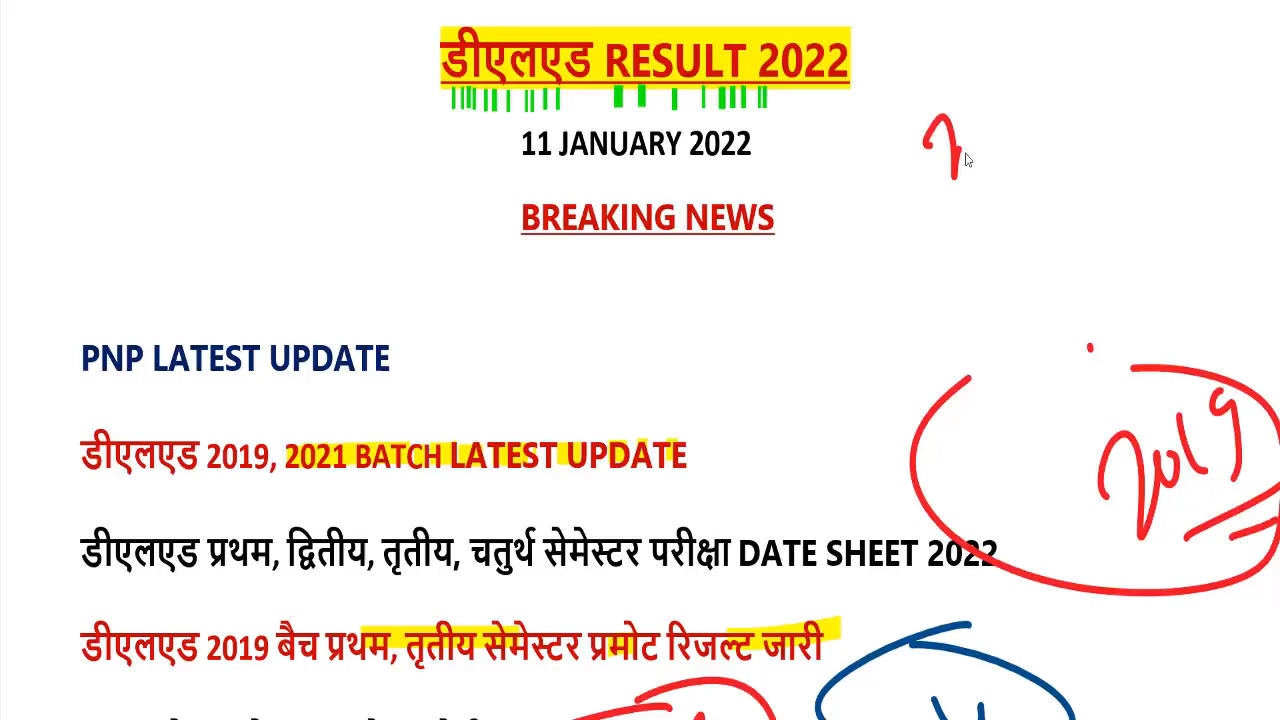 डीएलएड RESULT 2022
11 JANUARY 2022
BREAKING NEWS
PNP LATEST UPDATE
डीएलएड 2019, 2021 BATCH LATEST UPDATE
2019
डीएलएड प्रथम, द्वितीय, तृतीय, चतुर्थ सेमेस्टर परीक्षा DATE SHEET 2022
डीएलएड 2019 बैच प्रथम, तृतीय सेमेस्टर प्रमोट रिजल्ट जारी